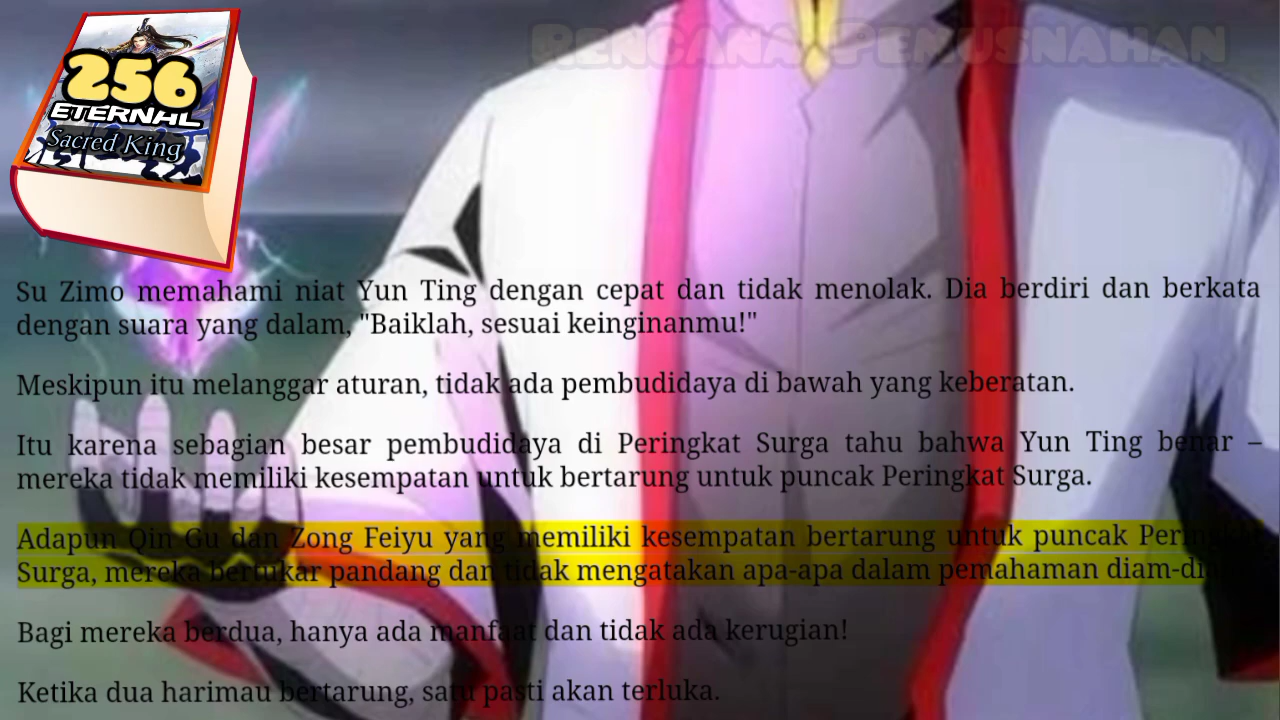 RENCANA PEMUSNAHAN
256
ETERNAL
Sacred King
Su Zimo memahami niat Yun Ting dengan cepat dan tidak menolak. Dia berdiri dan berkata
dengan suara yang dalam, "Baiklah, sesuai keinginanmu!"
Meskipun itu melanggar aturan, tidak ada pembudidaya di bawah yang keberatan.
Itu karena sebagian besar pembudidaya di Peringkat Surga tahu bahwa Yun Ting benar –
mereka tidak memiliki kesempatan untuk bertarung untuk puncak Peringkat Surga.
Adapun Qin Gu dan Zong Feiyu yang memiliki kesempatan bertarung untuk puncak Peringkat
Surga, mereka bertukar pandang dan tidak mengatakan apa-apa dalam pemahaman diam-diam.
Bagi mereka berdua, hanya ada manfaat dan tidak ada kerugian!
Ketika dua harimau bertarung, satu pasti akan terluka.